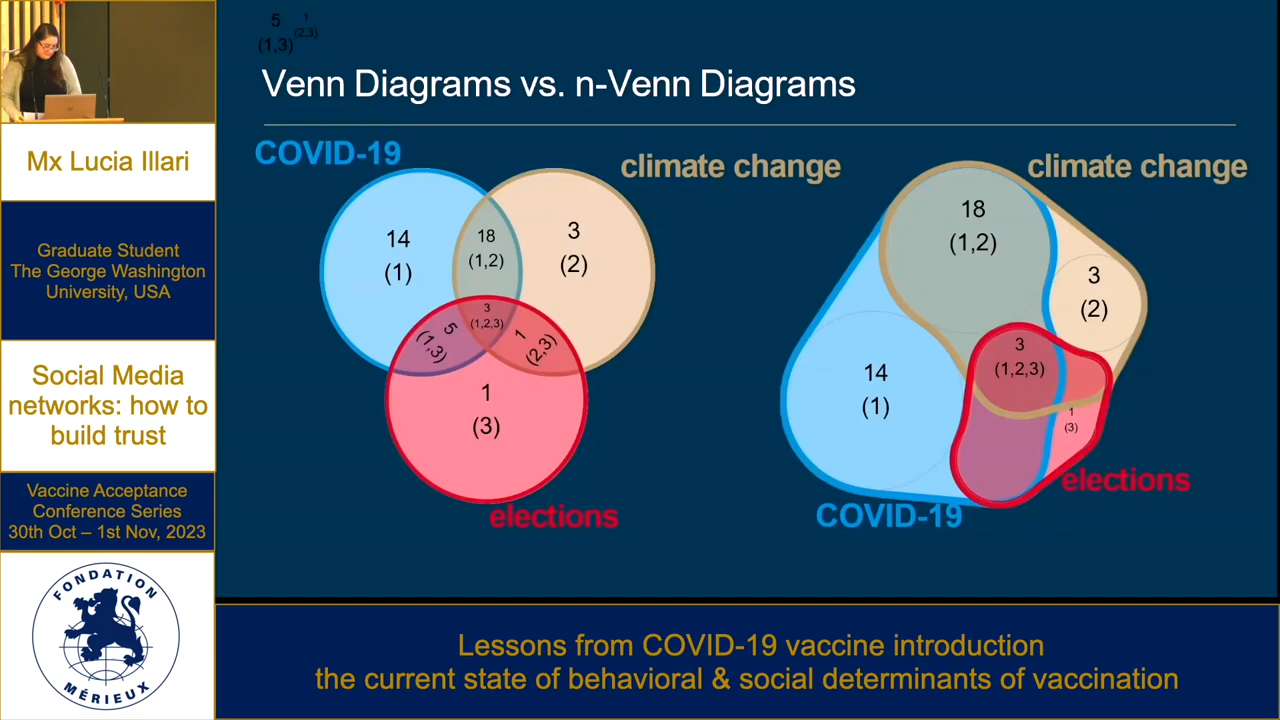 5
1
(1,3)
(2,3)
Venn Diagrams vs. n-Venn Diagrams
COVID-19
climate change
14
(1)
18
(1,2)
3
(2)
3
(1,2,3)
5
(1,3)
1
(2,3)
1
(3)
elections
climate change
18
(1,2)
3
(2)
3
(1,2,3)
14
(1)
1
(3)
elections
COVID-19
Mx Lucia Illari
Graduate Student
The George Washington
University, USA
Social Media
networks: how to
build trust
Vaccine Acceptance
Conference Series
30th Oct – 1st Nov, 2023
FONDATION
MÉRIEUX
Lessons from COVID-19 vaccine introduction
the current state of behavioral & social determinants of vaccination